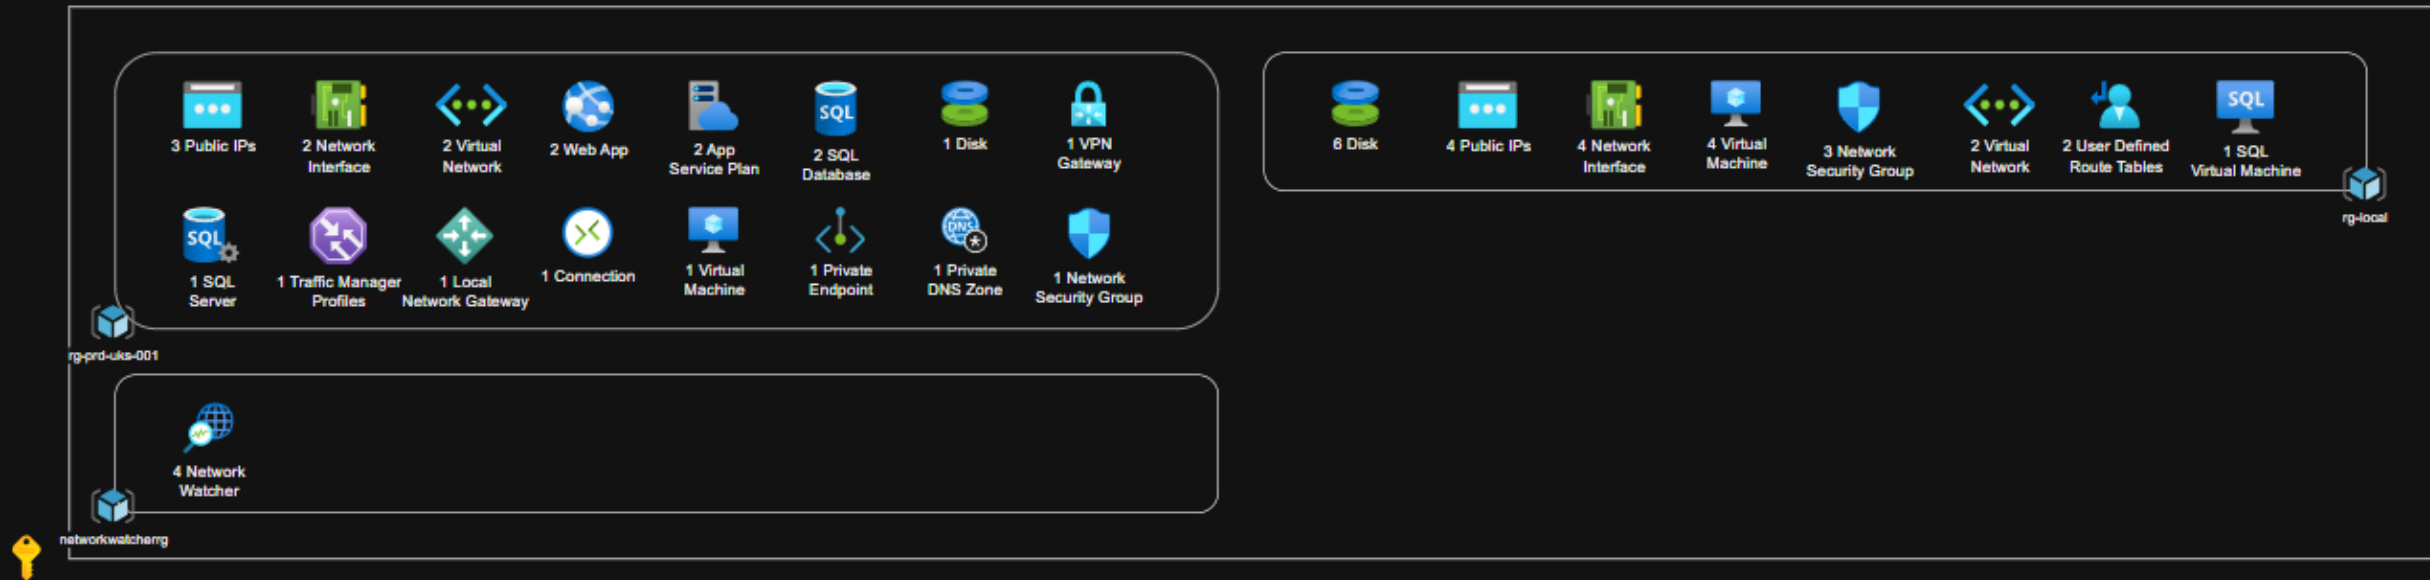 3 Public IPs
2 Network
Interface
2 Virtual
Network
2 Web App
2 App
Service Plan
SQL
2 SQL
Database
1 Disk
1 VPN
Gateway
SQL
1 SQL
Server
1 Traffic Manager
Profiles
1 Local
Network Gateway
1 Connection
1 Virtual
Machine
1 Private
Endpoint
DNS
1 Private
DNS Zone
1 Network
Security Group
rg-prd-uks-001
6 Disk
4 Public IPs
4 Network
Interface
4 Virtual
Machine
3 Network
Security Group
2 Virtual
Network
2 User Defined
Route Tables
SQL
1 SQL
Virtual Machine
rg-local
4 Network
Watcher
networkwatcherrg